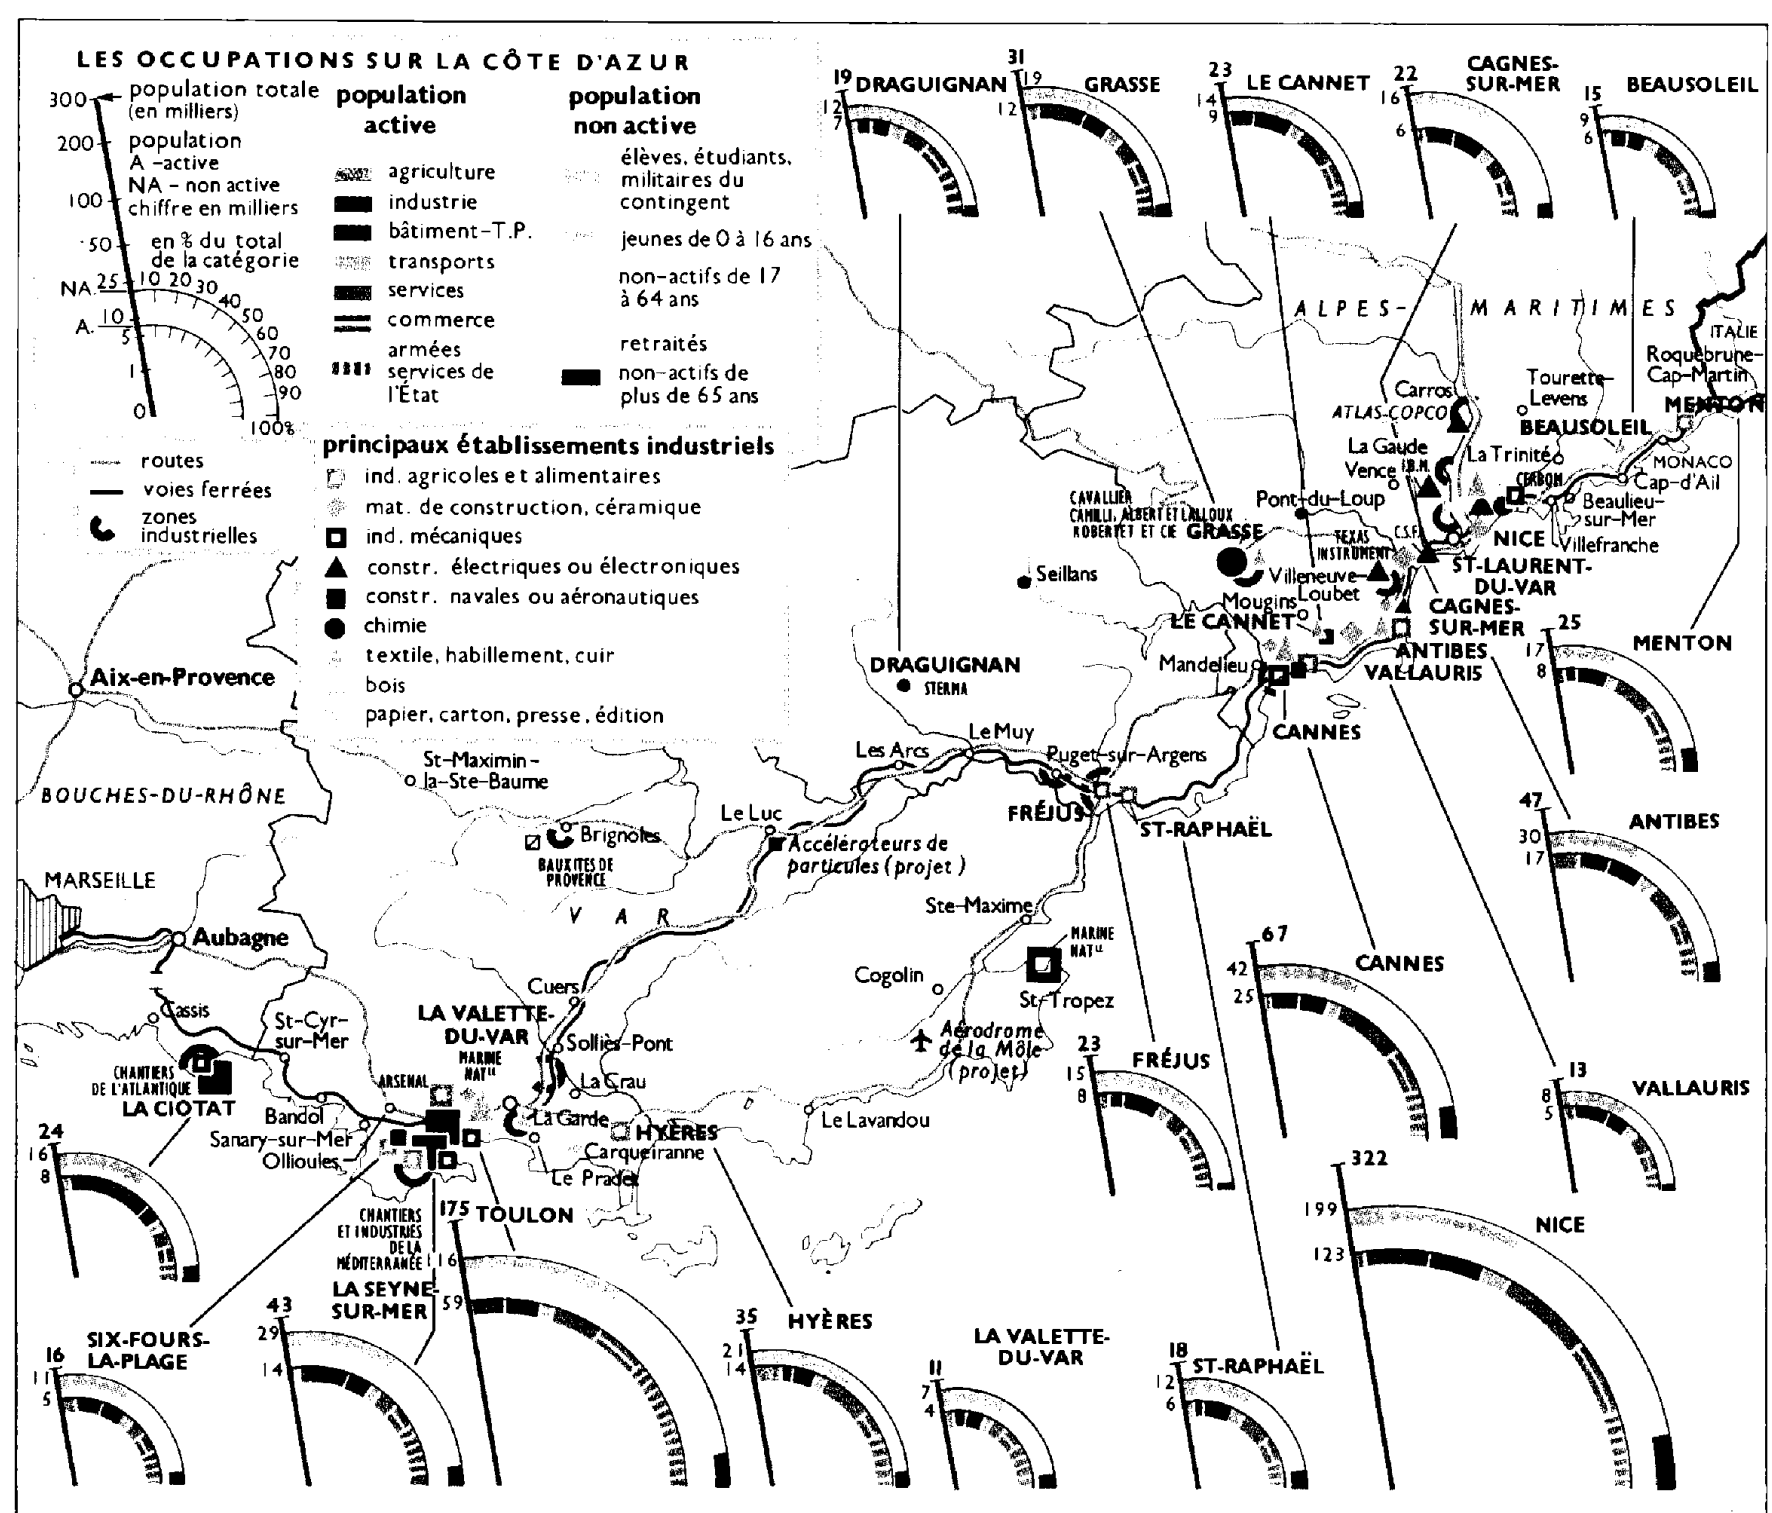 LES OCCUPATIONS SUR LA CÔTE D'AZUR
300
population totale
(en milliers)
200
population
A –active
NA – non active
chiffre en milliers
100
50
en % du total
de la catégorie
NA.
25
10 20 30 40 50 60 70 80 90 100%
A.
10
5
1
0
population
active
agriculture
industrie
bâtiment–T.P.
transports
services
commerce
armées
services de
l'État
population
non active
élèves, étudiants,
militaires du
contingent
jeunes de 0 à 16 ans
non–actifs de 17
à 64 ans
retraités
non–actifs de
plus de 65 ans
routes
voies ferrées
zones
industrielles
principaux établissements industriels
ind. agricoles et alimentaires
mat. de construction, céramique
ind. mécaniques
constr. électriques ou électroniques
constr. navales ou aéronautiques
chimie
textile, habillement, cuir
bois
papier, carton, presse, édition
19
DRAGUIGNAN
12
7
31
GRASSE
19
12
23
LE CANNET
14
9
22
CAGNES-
SUR-MER
16
6
15
BEAUSOLEIL
9
6
ALPES-
MARITIMES
ITALIE
Roquebrune–
Cap–Martin
MENTON
Tourette–
Levens
BEAUSOLEIL
Carros
ATLAS-COPCO
La Gaude
Vence
I.B.M.
La Trinité
CERBOM
MONACO
Cap–d'Ail
Beaulieu–
sur–Mer
Villefranche
NICE
CAVALLIER
CAMILLI, ALBERT ET LALLOUX
ROBERTET ET CIE
GRASSE
Pont–du–Loup
TEXAS
INSTRUMENT
C.S.F.
ST-LAURENT-
DU-VAR
Villeneuve–
Loubet
CAGNES-
SUR-MER
Mougins
LE CANNET
ANTIBES
VALLAURIS
Mandelieu
CANNES
Seillans
DRAGUIGNAN
STERMA
Aix-en-Provence
BOUCHES-DU-RHÔNE
St–Maximin–
la–Ste–Baume
Les Arcs
Le Muy
Puget–sur–Argens
FRÉJUS
ST-RAPHAËL
Le Luc
Brignoles
BAUXITES DE
PROVENCE
Accélérateurs de
particules (projet)
MARSEILLE
VAR
Ste–Maxime
Aubagne
MARINE
NATLE
Cogolin
St–Tropez
Cuers
Cassis
St–Cyr–
sur–Mer
LA VALETTE-
DU-VAR
MARINE
NATLE
Solliès–Pont
Aérodrome
de la Môle
(projet)
CHANTIERS
DE L'ATLANTIQUE
LA CIOTAT
ARSENAL
La Crau
Bandol
Sanary–sur–Mer
Ollioules
La Garde
HYÈRES
Carqueiranne
Le Pradet
Le Lavandou
25
MENTON
17
8
47
ANTIBES
30
17
67
CANNES
42
25
23
FRÉJUS
15
8
13
VALLAURIS
8
5
24
16
8
CHANTIERS
ET INDUSTRIES
DE LA
MÉDITERRANÉE
LA SEYNE-
SUR-MER
43
29
14
175
TOULON
116
59
322
NICE
199
123
SIX-FOURS-
LA-PLAGE
16
11
5
35
HYÈRES
21
14
LA VALETTE-
DU-VAR
11
7
4
18
ST-RAPHAËL
12
6